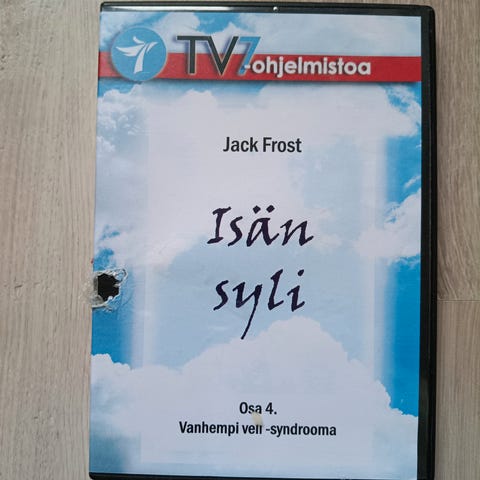 TV7-ohjelmistoa
Jack Frost
Isän
syli
Osa 4.
Vanhempi veli -syndrooma